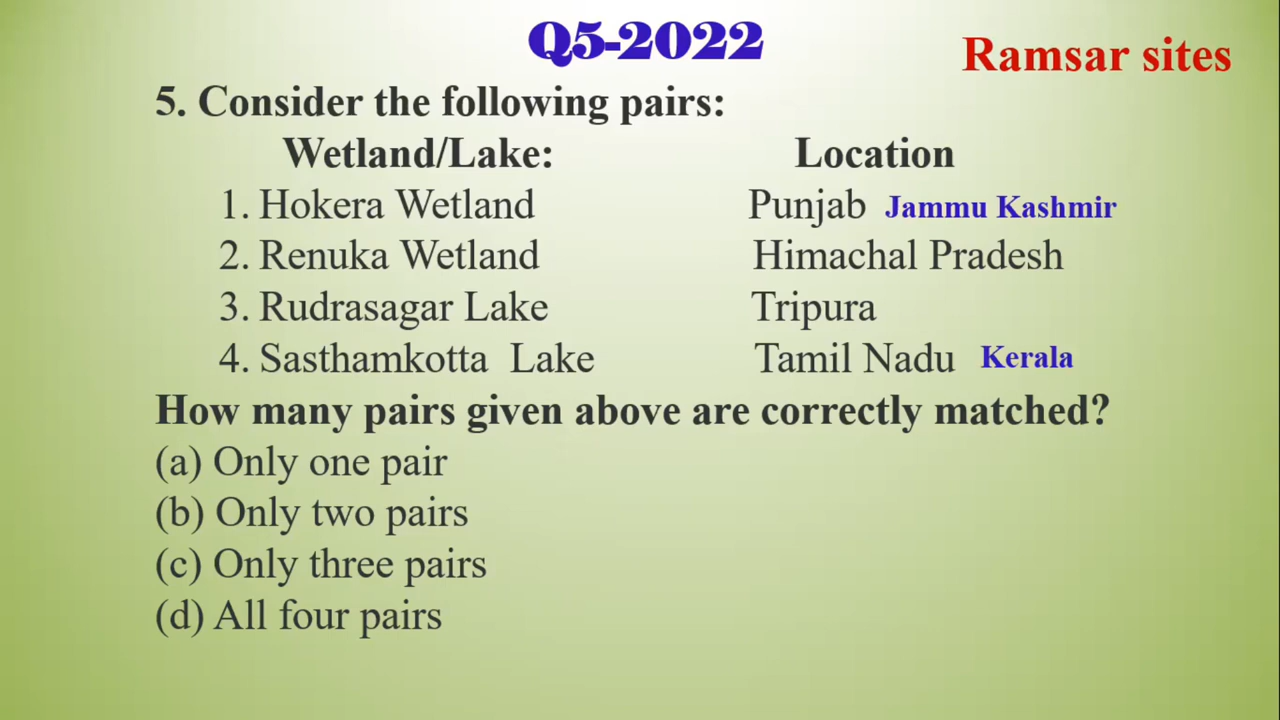 Q5-2022
Ramsar sites
5. Consider the following pairs:
Wetland/Lake: Location
1. Hokera Wetland Punjab Jammu Kashmir
2. Renuka Wetland Himachal Pradesh
3. Rudrasagar Lake Tripura
4. Sasthamkotta Lake Tamil Nadu Kerala
How many pairs given above are correctly matched?
(a) Only one pair
(b) Only two pairs
(c) Only three pairs
(d) All four pairs